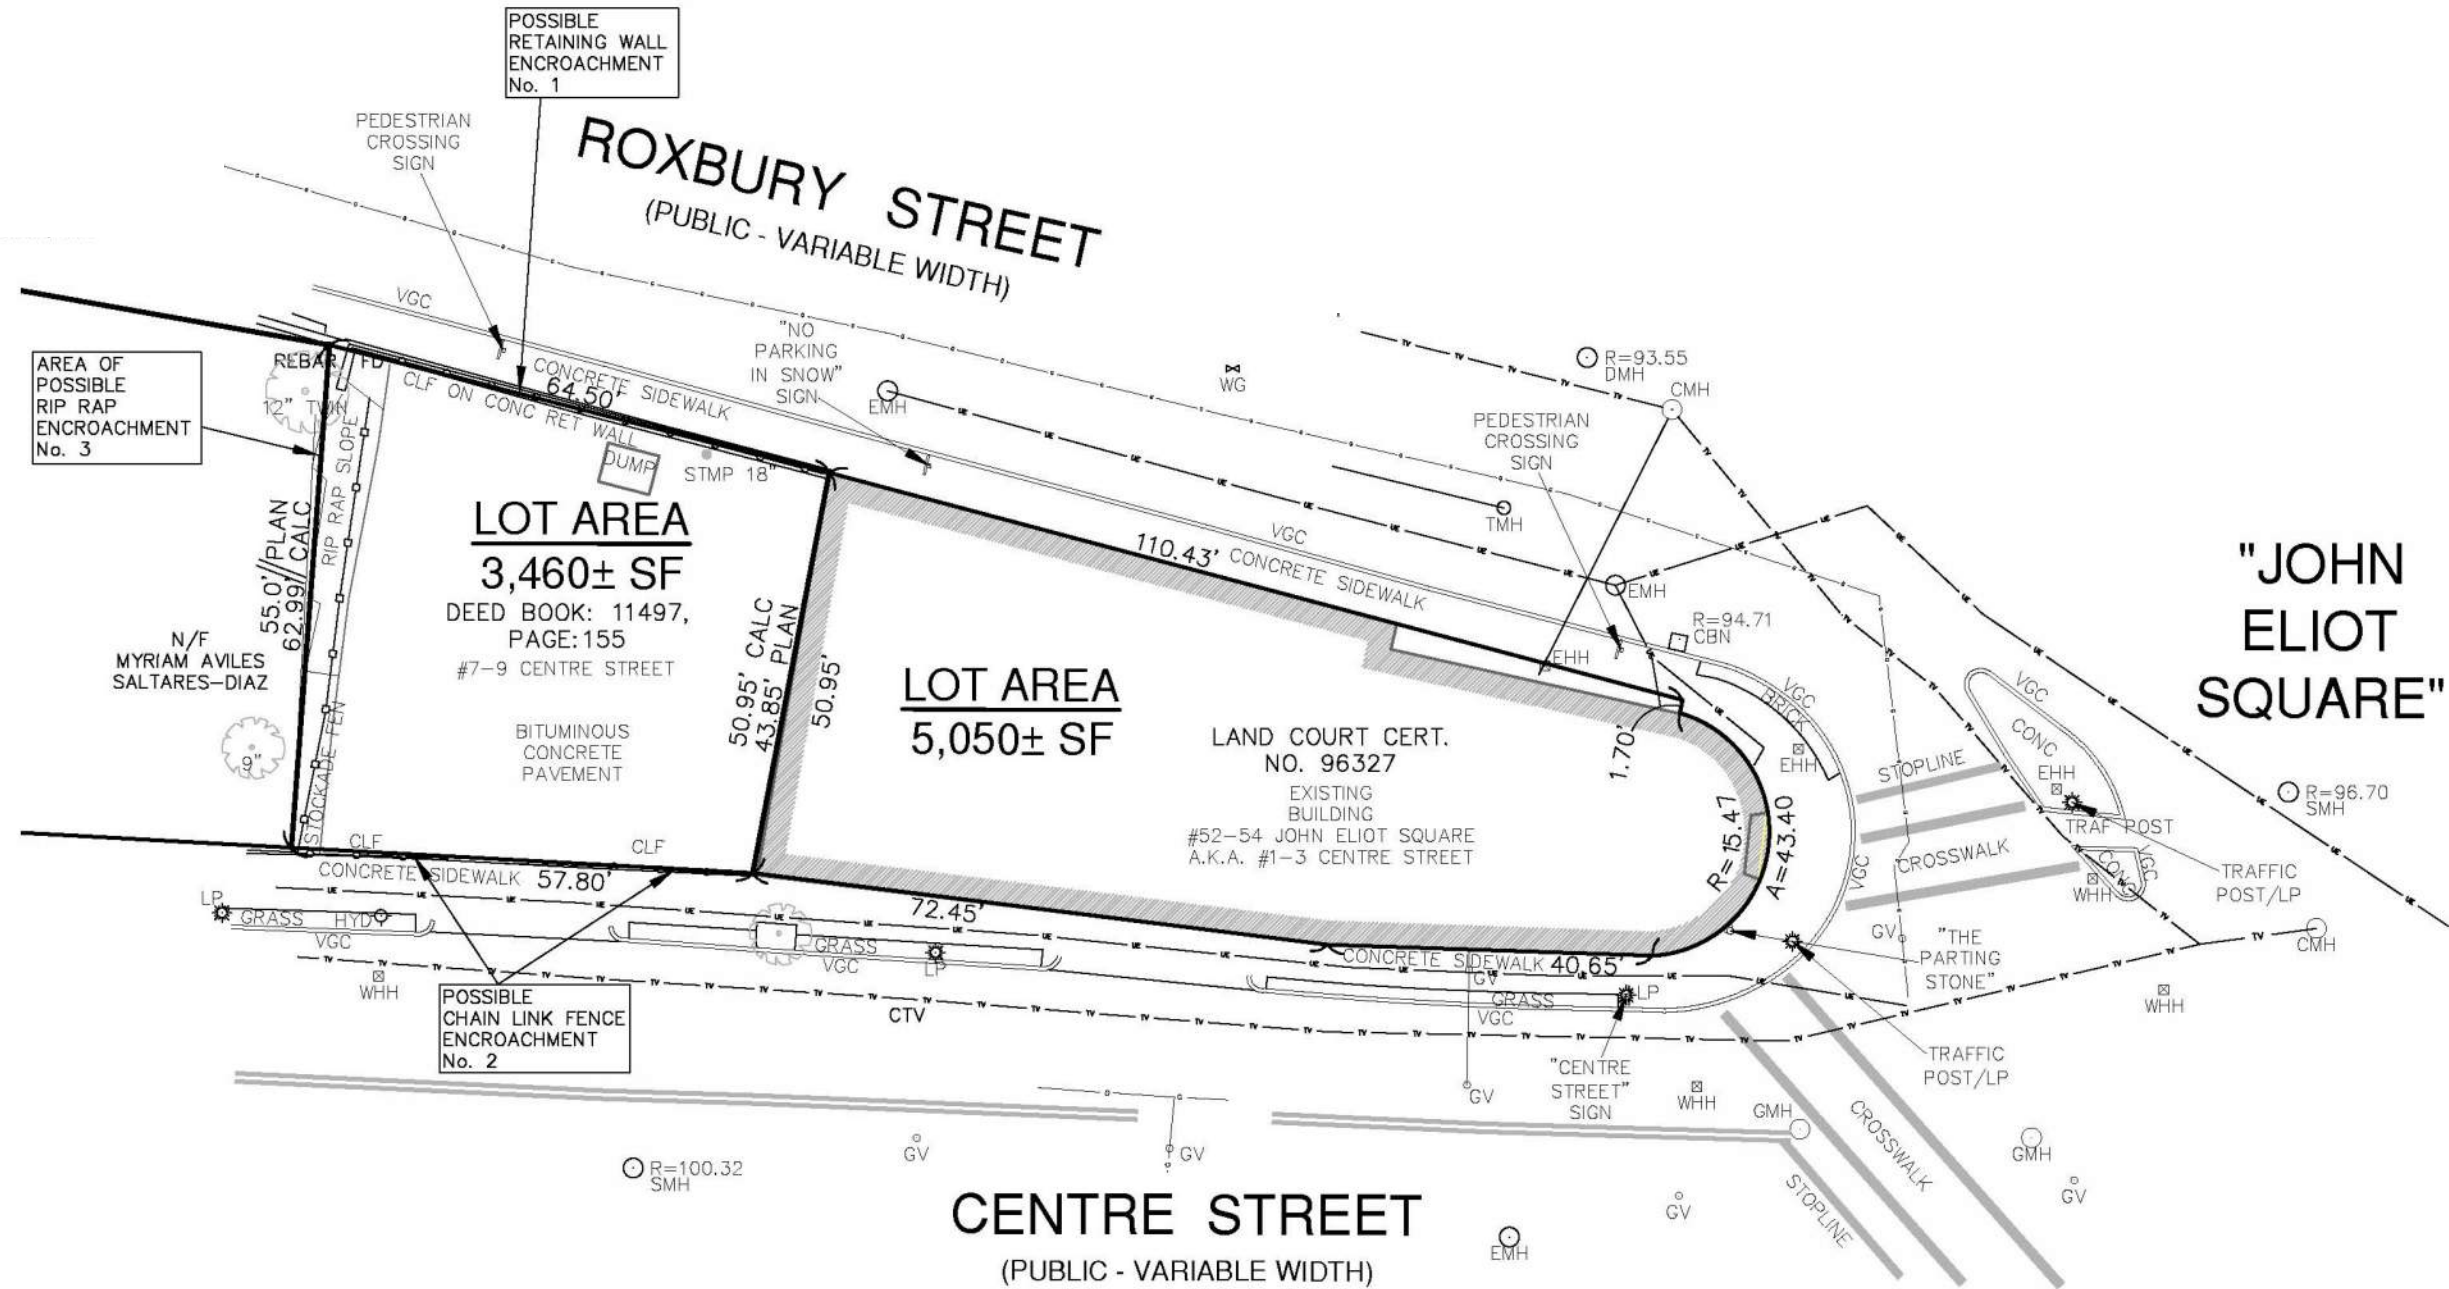 POSSIBLE
RETAINING WALL
ENCROACHMENT
No. 1
PEDESTRIAN
CROSSING
SIGN
ROXBURY STREET
(PUBLIC - VARIABLE WIDTH)
VGC
"NO
PARKING
IN SNOW"
SIGN
CONCRETE SIDEWALK
64.50'
CLF ON CONC RET WALL
REBAR FD
12" TWIN
AREA OF
POSSIBLE
RIP RAP
ENCROACHMENT
No. 3
EMH
WG
R=93.55
DMH
CMH
PEDESTRIAN
CROSSING
SIGN
TMH
DUMP
STMP 18"
RIP RAP SLOPE
55.0' PLAN
62.99' CALC
LOT AREA
3,460± SF
DEED BOOK: 11497,
PAGE:155
#7-9 CENTRE STREET
BITUMINOUS
CONCRETE
PAVEMENT
N/F
MYRIAM AVILES
SALTARES-DIAZ
9"
STOCKADE FEN
50.95' CALC
43.85' PLAN
50.95'
VGC
110.43' CONCRETE SIDEWALK
EMH
R=94.71
CBN
EHH
LOT AREA
5,050± SF
LAND COURT CERT.
NO. 96327
EXISTING
BUILDING
#52-54 JOHN ELIOT SQUARE
A.K.A. #1-3 CENTRE STREET
1.70'
R=15.47
A=43.40
VGC
BRICK
EHH
VGC
"JOHN
ELIOT
SQUARE"
VGC
CONC
EHH
STOPLINE
TRAF POST
CROSSWALK
CONC
VGC
WHH
R=96.70
SMH
TRAFFIC
POST/LP
CMH
GV
"THE
PARTING
STONE"
WHH
CLF
CLF
CONCRETE SIDEWALK 57.80'
LP
GRASS
HYD
VGC
72.45'
GRASS
VGC
LP
WHH
CTV
CONCRETE SIDEWALK 40.65'
GV
GRASS
VGC
LP
POSSIBLE
CHAIN LINK FENCE
ENCROACHMENT
No. 2
"CENTRE
STREET"
SIGN
TRAFFIC
POST/LP
GV
WHH
GMH
CROSSWALK
STOPLINE
GMH
GV
GV
GV
GV
R=100.32
SMH
EMH
CENTRE STREET
(PUBLIC - VARIABLE WIDTH)